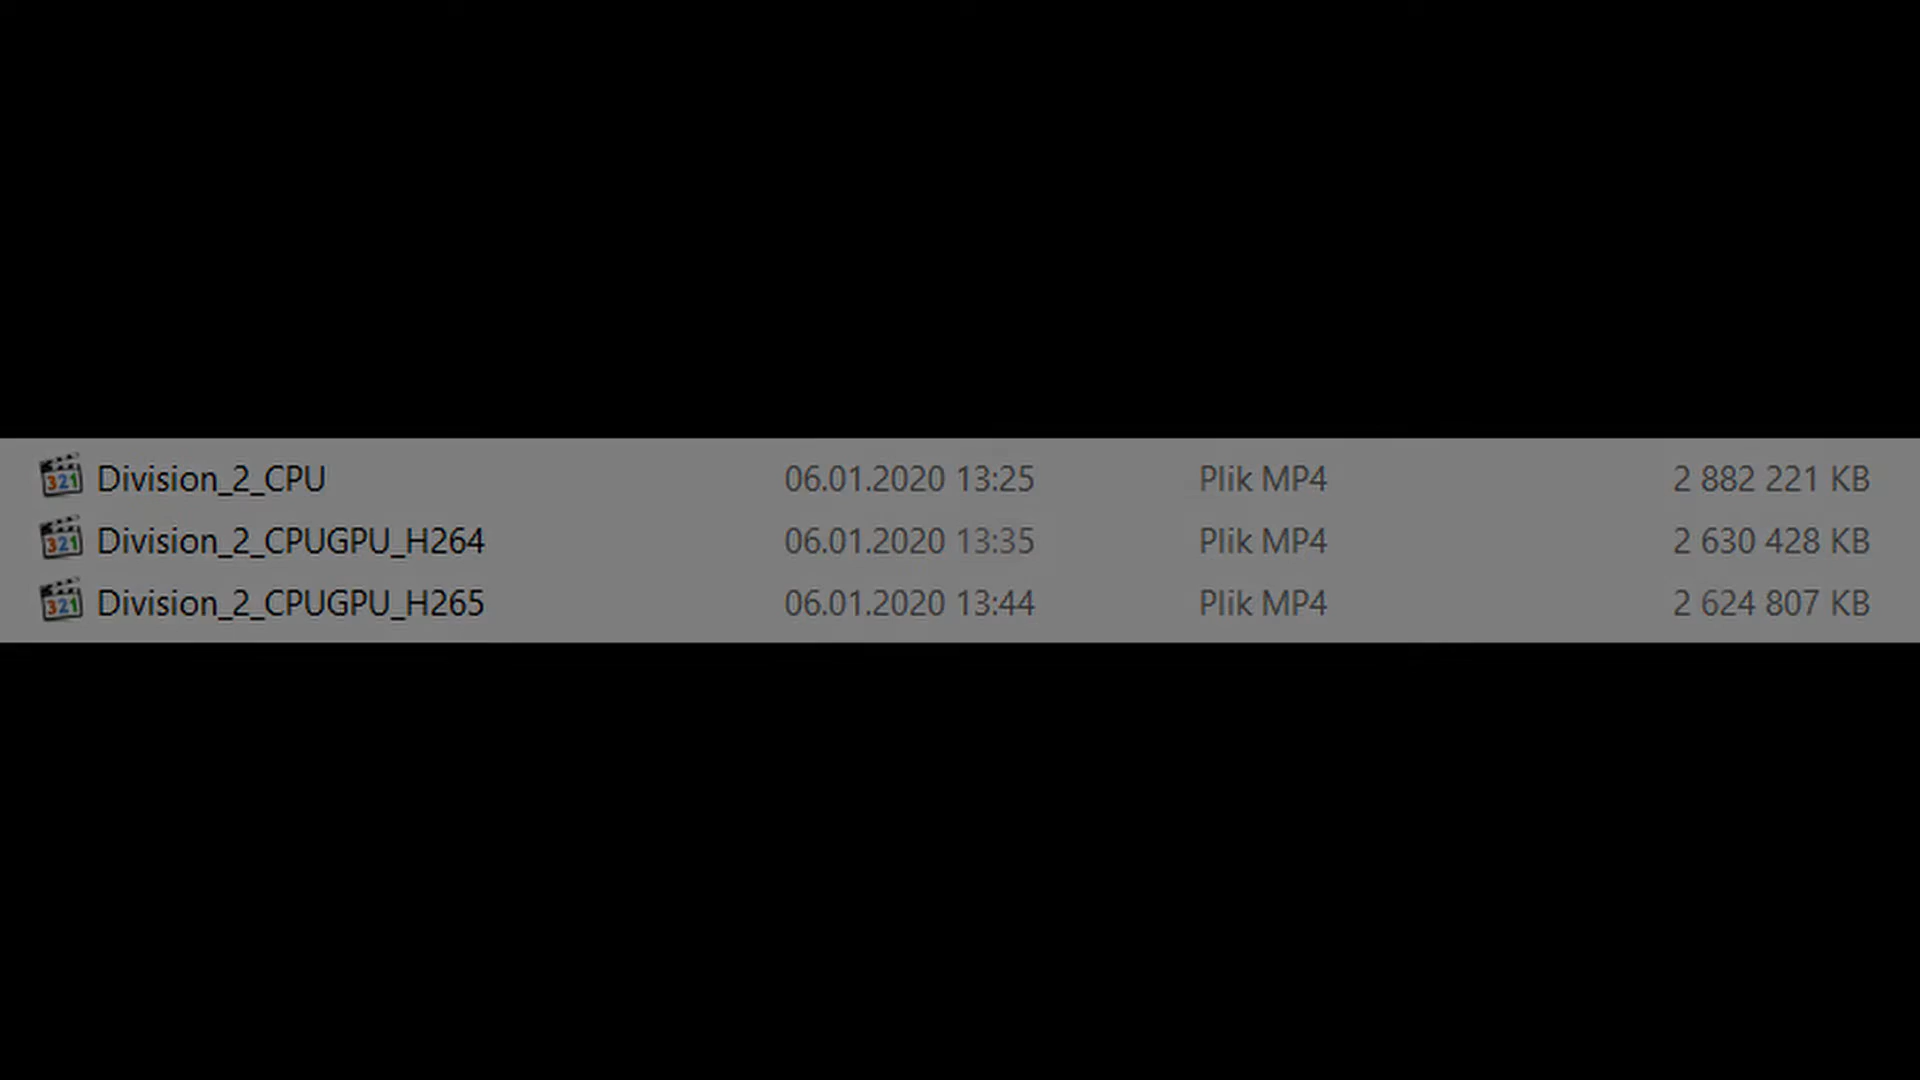 Division_2_CPU 06.01.2020 13:25 Plik MP4 2 882 221 KB
Division_2_CPUGPU_H264 06.01.2020 13:35 Plik MP4 2 630 428 KB
Division_2_CPUGPU_H265 06.01.2020 13:44 Plik MP4 2 624 807 KB